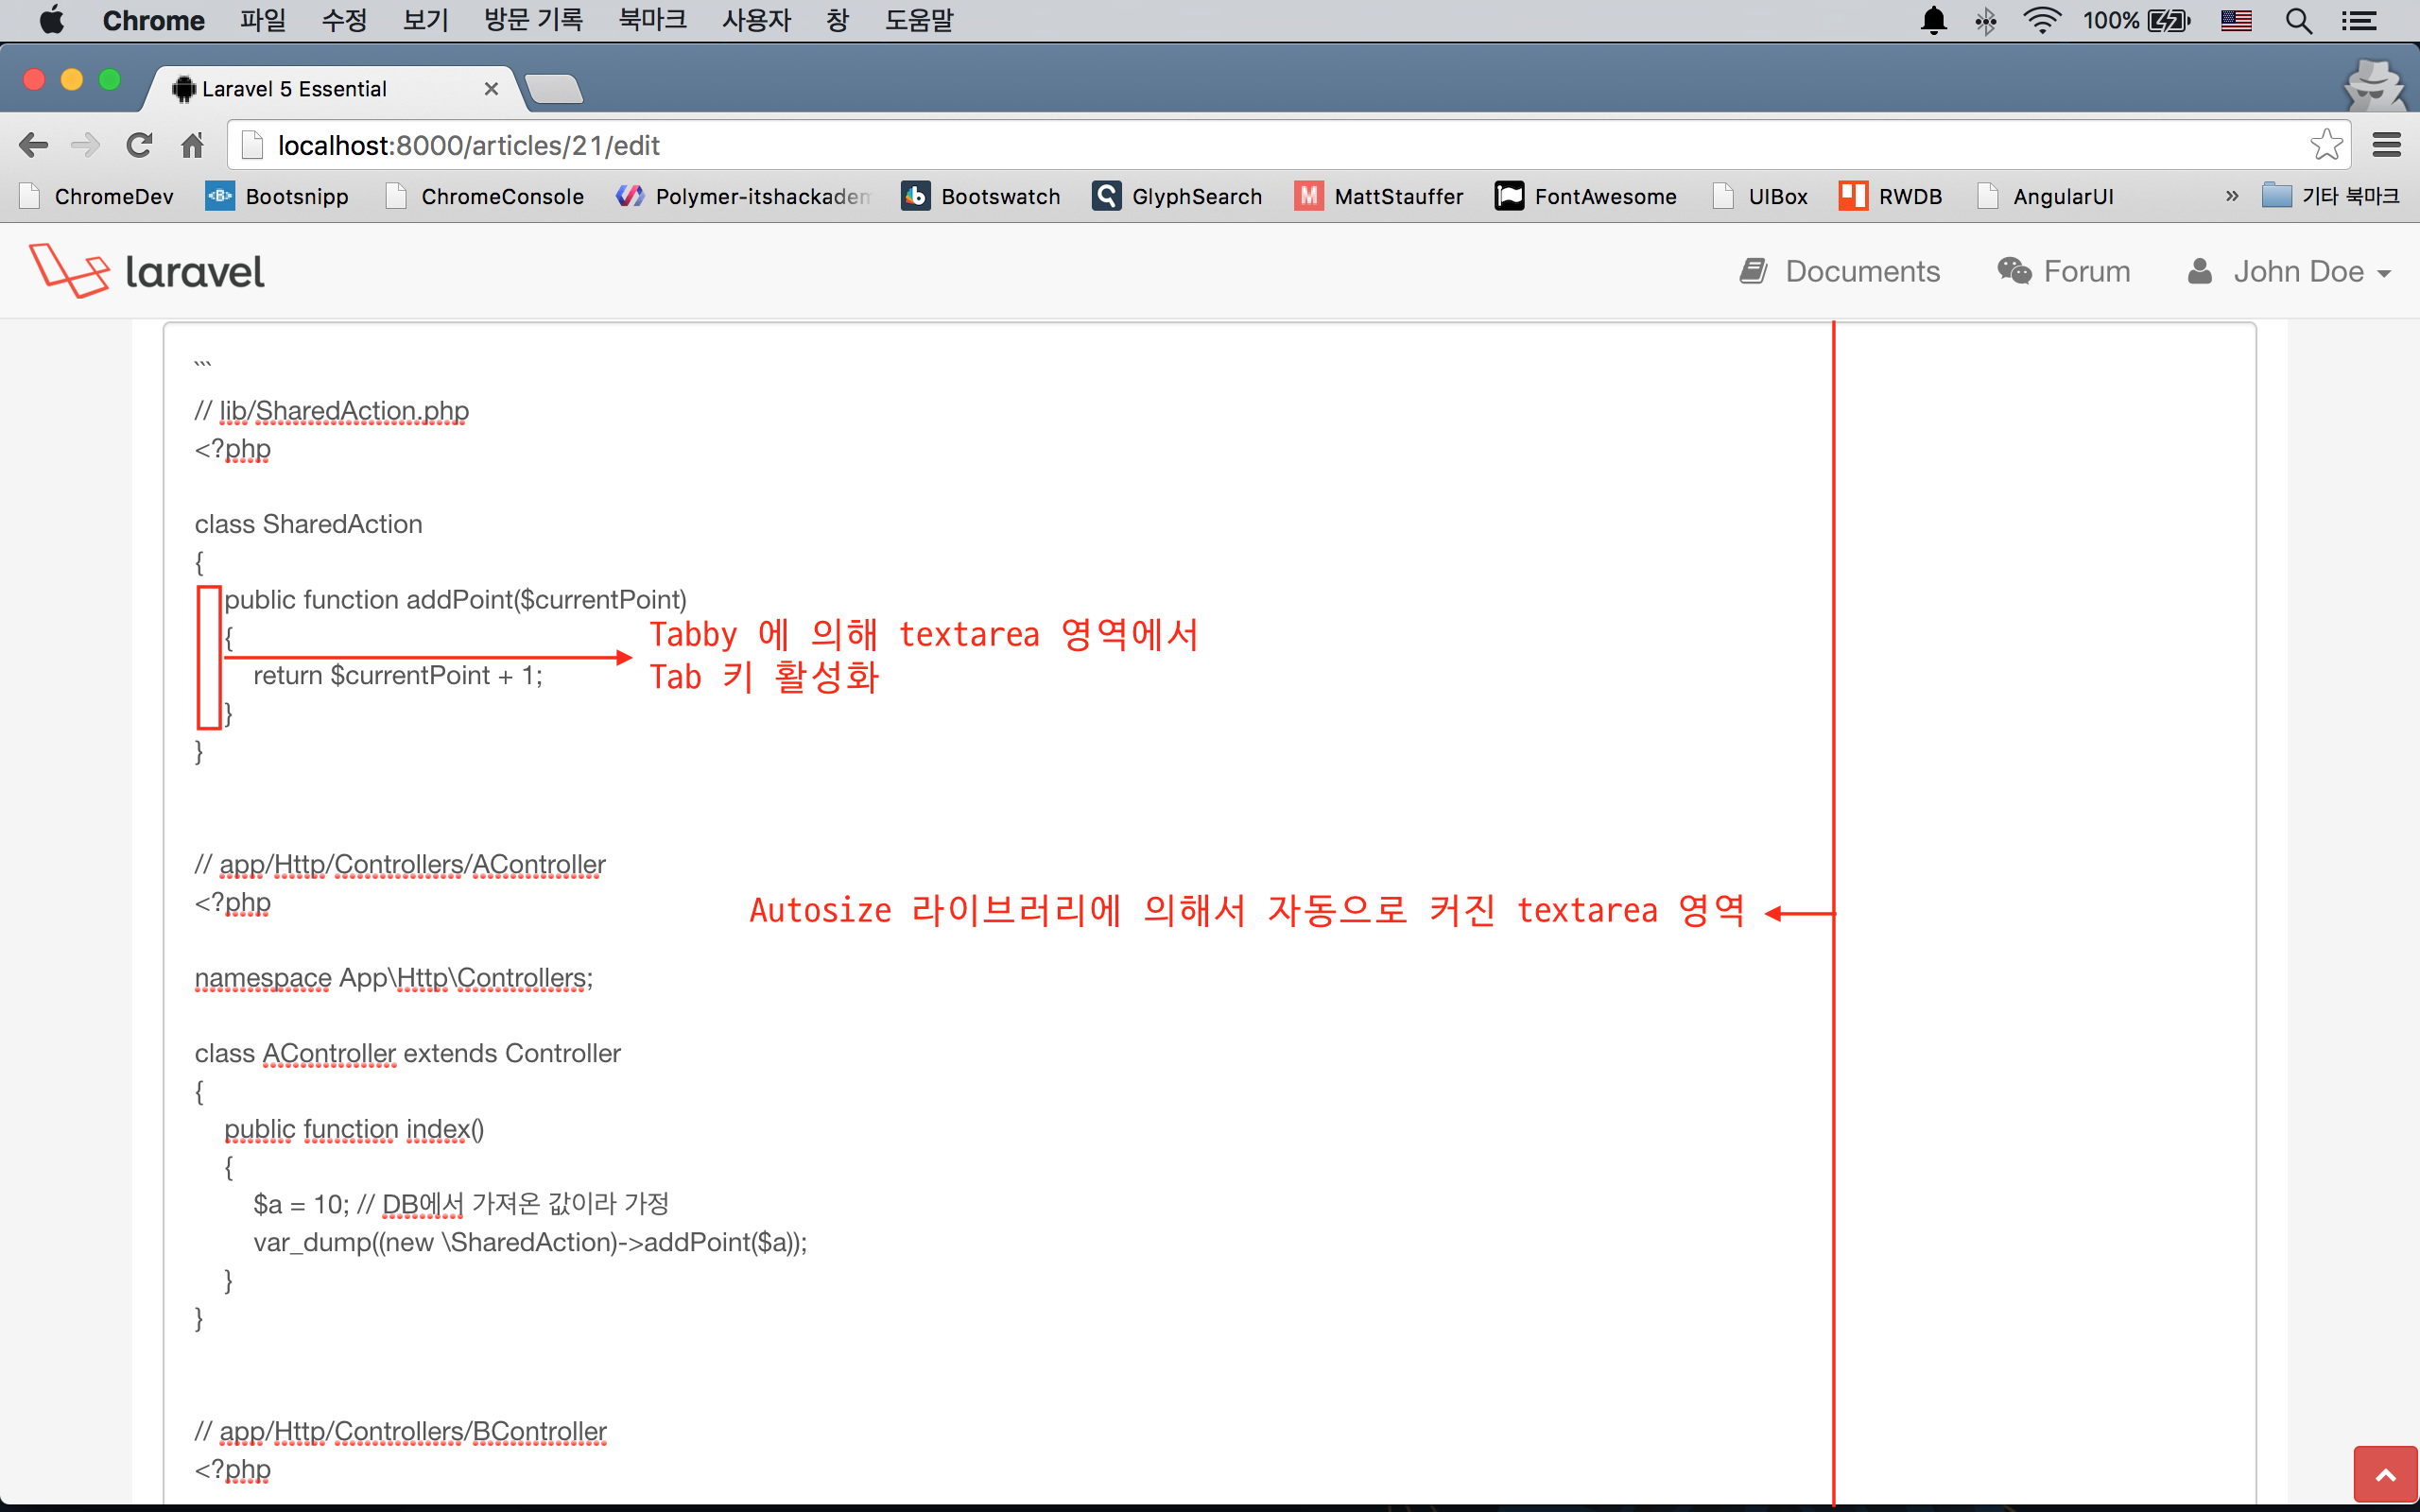 Chrome 파일 수정 보기 방문 기록 북마크 사용자 창 도움말 100%
Laravel 5 Essential
localhost:8000/articles/21/edit
ChromeDev Bootsnipp ChromeConsole Polymer-itshackadem Bootswatch GlyphSearch MattStauffer FontAwesome UIBox RWDB AngularUI » 기타 북마크
laravel Documents Forum John Doe
```
// lib/SharedAction.php
<?php
class SharedAction
{
public function addPoint($currentPoint)
{
Tabby 에 의해 textarea 영역에서
return $currentPoint + 1;
Tab 키 활성화
}
}
// app/Http/Controllers/AController
<?php
Autosize 라이브러리에 의해서 자동으로 커진 textarea 영역
namespace App\Http\Controllers;
class AController extends Controller
{
public function index()
{
$a = 10; // DB에서 가져온 값이라 가정
var_dump((new \SharedAction)->addPoint($a));
}
}
// app/Http/Controllers/BController
<?php